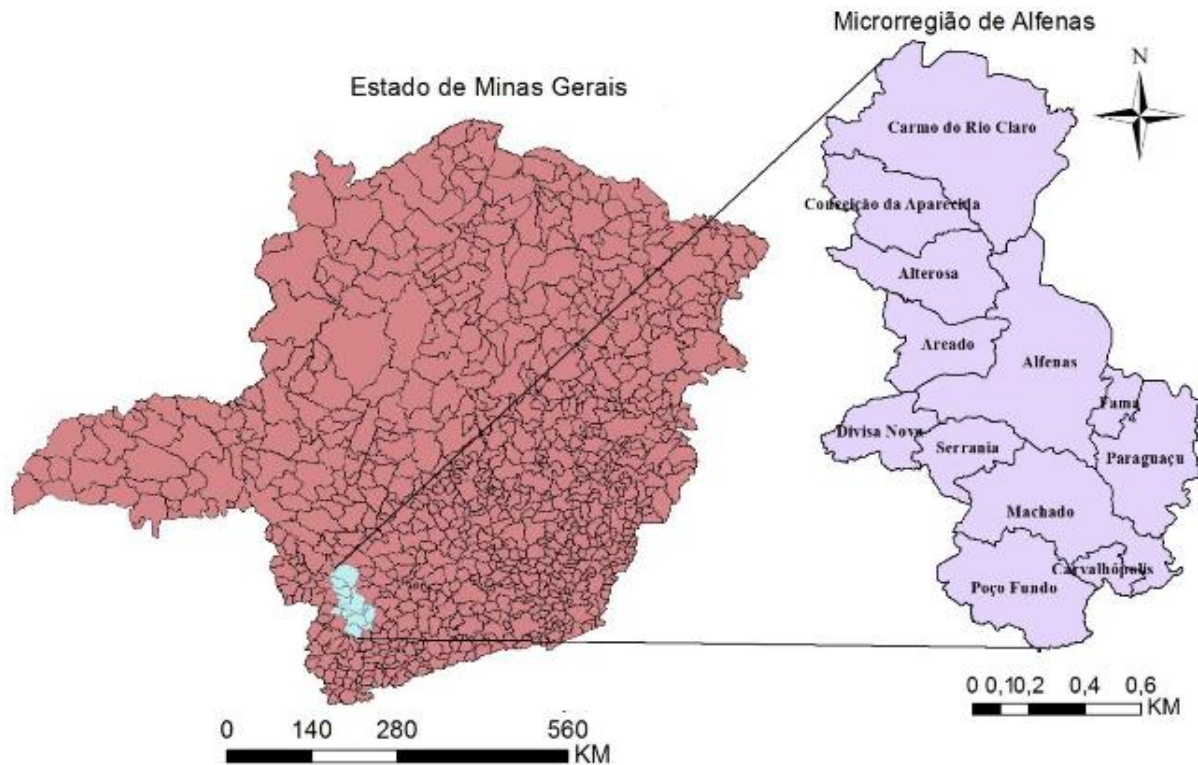 Microrregião de Alfenas
Estado de Minas Gerais
N
Carmo do Rio Claro
Conceição da Aparecida
Alterosa
Areado
Alfenas
Fama
Divisa Nova
Serrania
Paraguaçu
Machado
Carvalhópolis
Poço Fundo
0 0,10,2 0,4 0,6
KM
0 140 280 560
KM